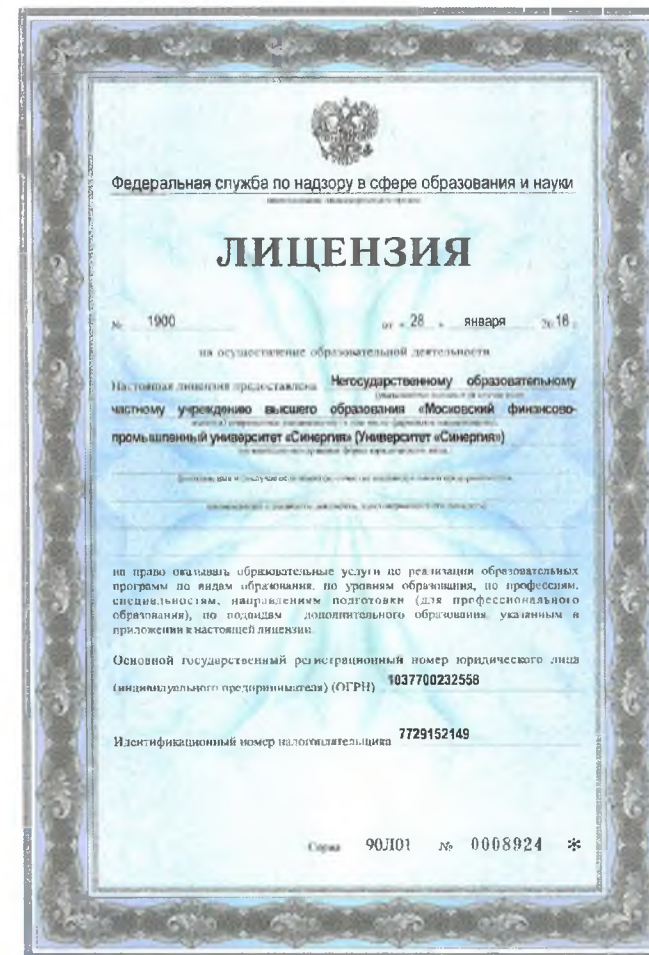 Федеральная служба по надзору в сфере образования и науки
наименование лицензирующего органа
ЛИЦЕНЗИЯ
№ 1900 от « 28 » января 2016 г.
на осуществление образовательной деятельности
Настоящая лицензия предоставлена Негосударственному образовательному
частному учреждению высшего образования «Московский финансово-
промышленный университет «Синергия» (Университет «Синергия»)
на право оказывать образовательные услуги по реализации образовательных
программ по видам образования, по уровням образования, по профессиям,
специальностям, направлениям подготовки (для профессионального
образования), по подвидам дополнительного образования, указанным в
приложении к настоящей лицензии.
Основной государственный регистрационный номер юридического лица
(индивидуального предпринимателя) (ОГРН) 1037700232558
Идентификационный номер налогоплательщика 7729152149
Серия 90Л01 № 0008924 *